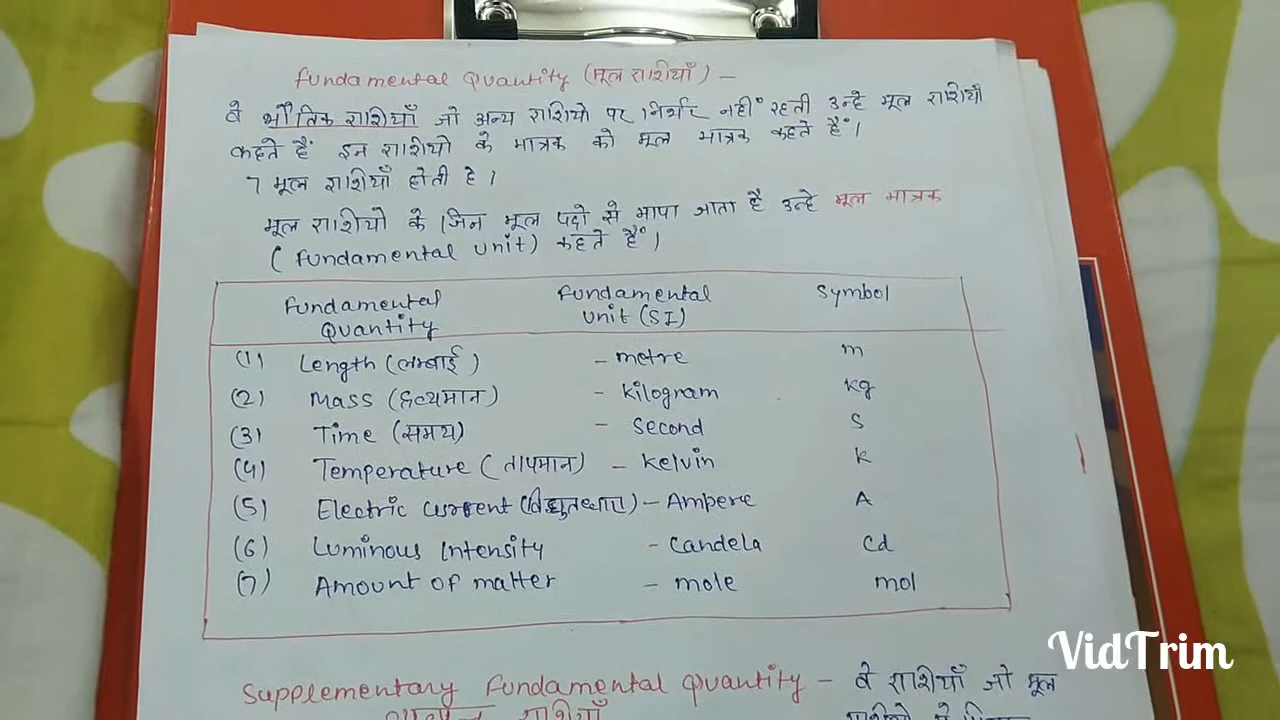 Fundamental Quantity (मूल राशियाँ) -
वे भौतिक राशियाँ जो अन्य राशियो पर निर्भर नहीं रहती उन्हे मूल राशियाँ
कहते हैं इन राशियो के मात्रक को मूल मात्रक कहते हैं।
7 मूल राशियाँ होती है।
मूल राशियो के जिन मूल पदो से मापा जाता है उन्हे मूल मात्रक
(fundamental unit) कहते हैं।
Fundamental Quantity Fundamental Unit (SI) Symbol
(1) Length (लम्बाई) - metre m
(2) Mass (द्रव्यमान) - kilogram kg
(3) Time (समय) - second s
(4) Temperature (तापमान) - kelvin k
(5) Electric current (विद्युतधारा) - Ampere A
(6) Luminous Intensity - candela Cd
(7) Amount of matter - mole mol
Supplementary Fundamental Quantity - वे राशियाँ जो मूल
राशियाँ
VidTrim